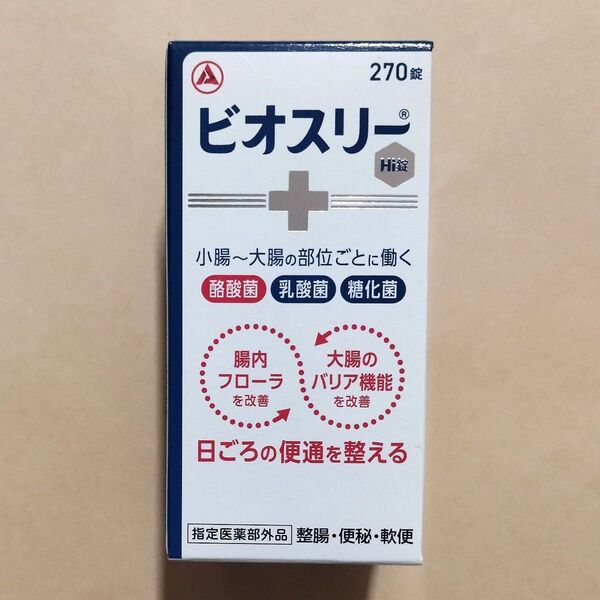 270錠
ビオスリー®
Hi錠
小腸～大腸の部位ごとに働く
酪酸菌 乳酸菌 糖化菌
腸内
フローラ
を改善
大腸の
バリア機能
を改善
日ごろの便通を整える
指定医薬部外品 整腸・便秘・軟便